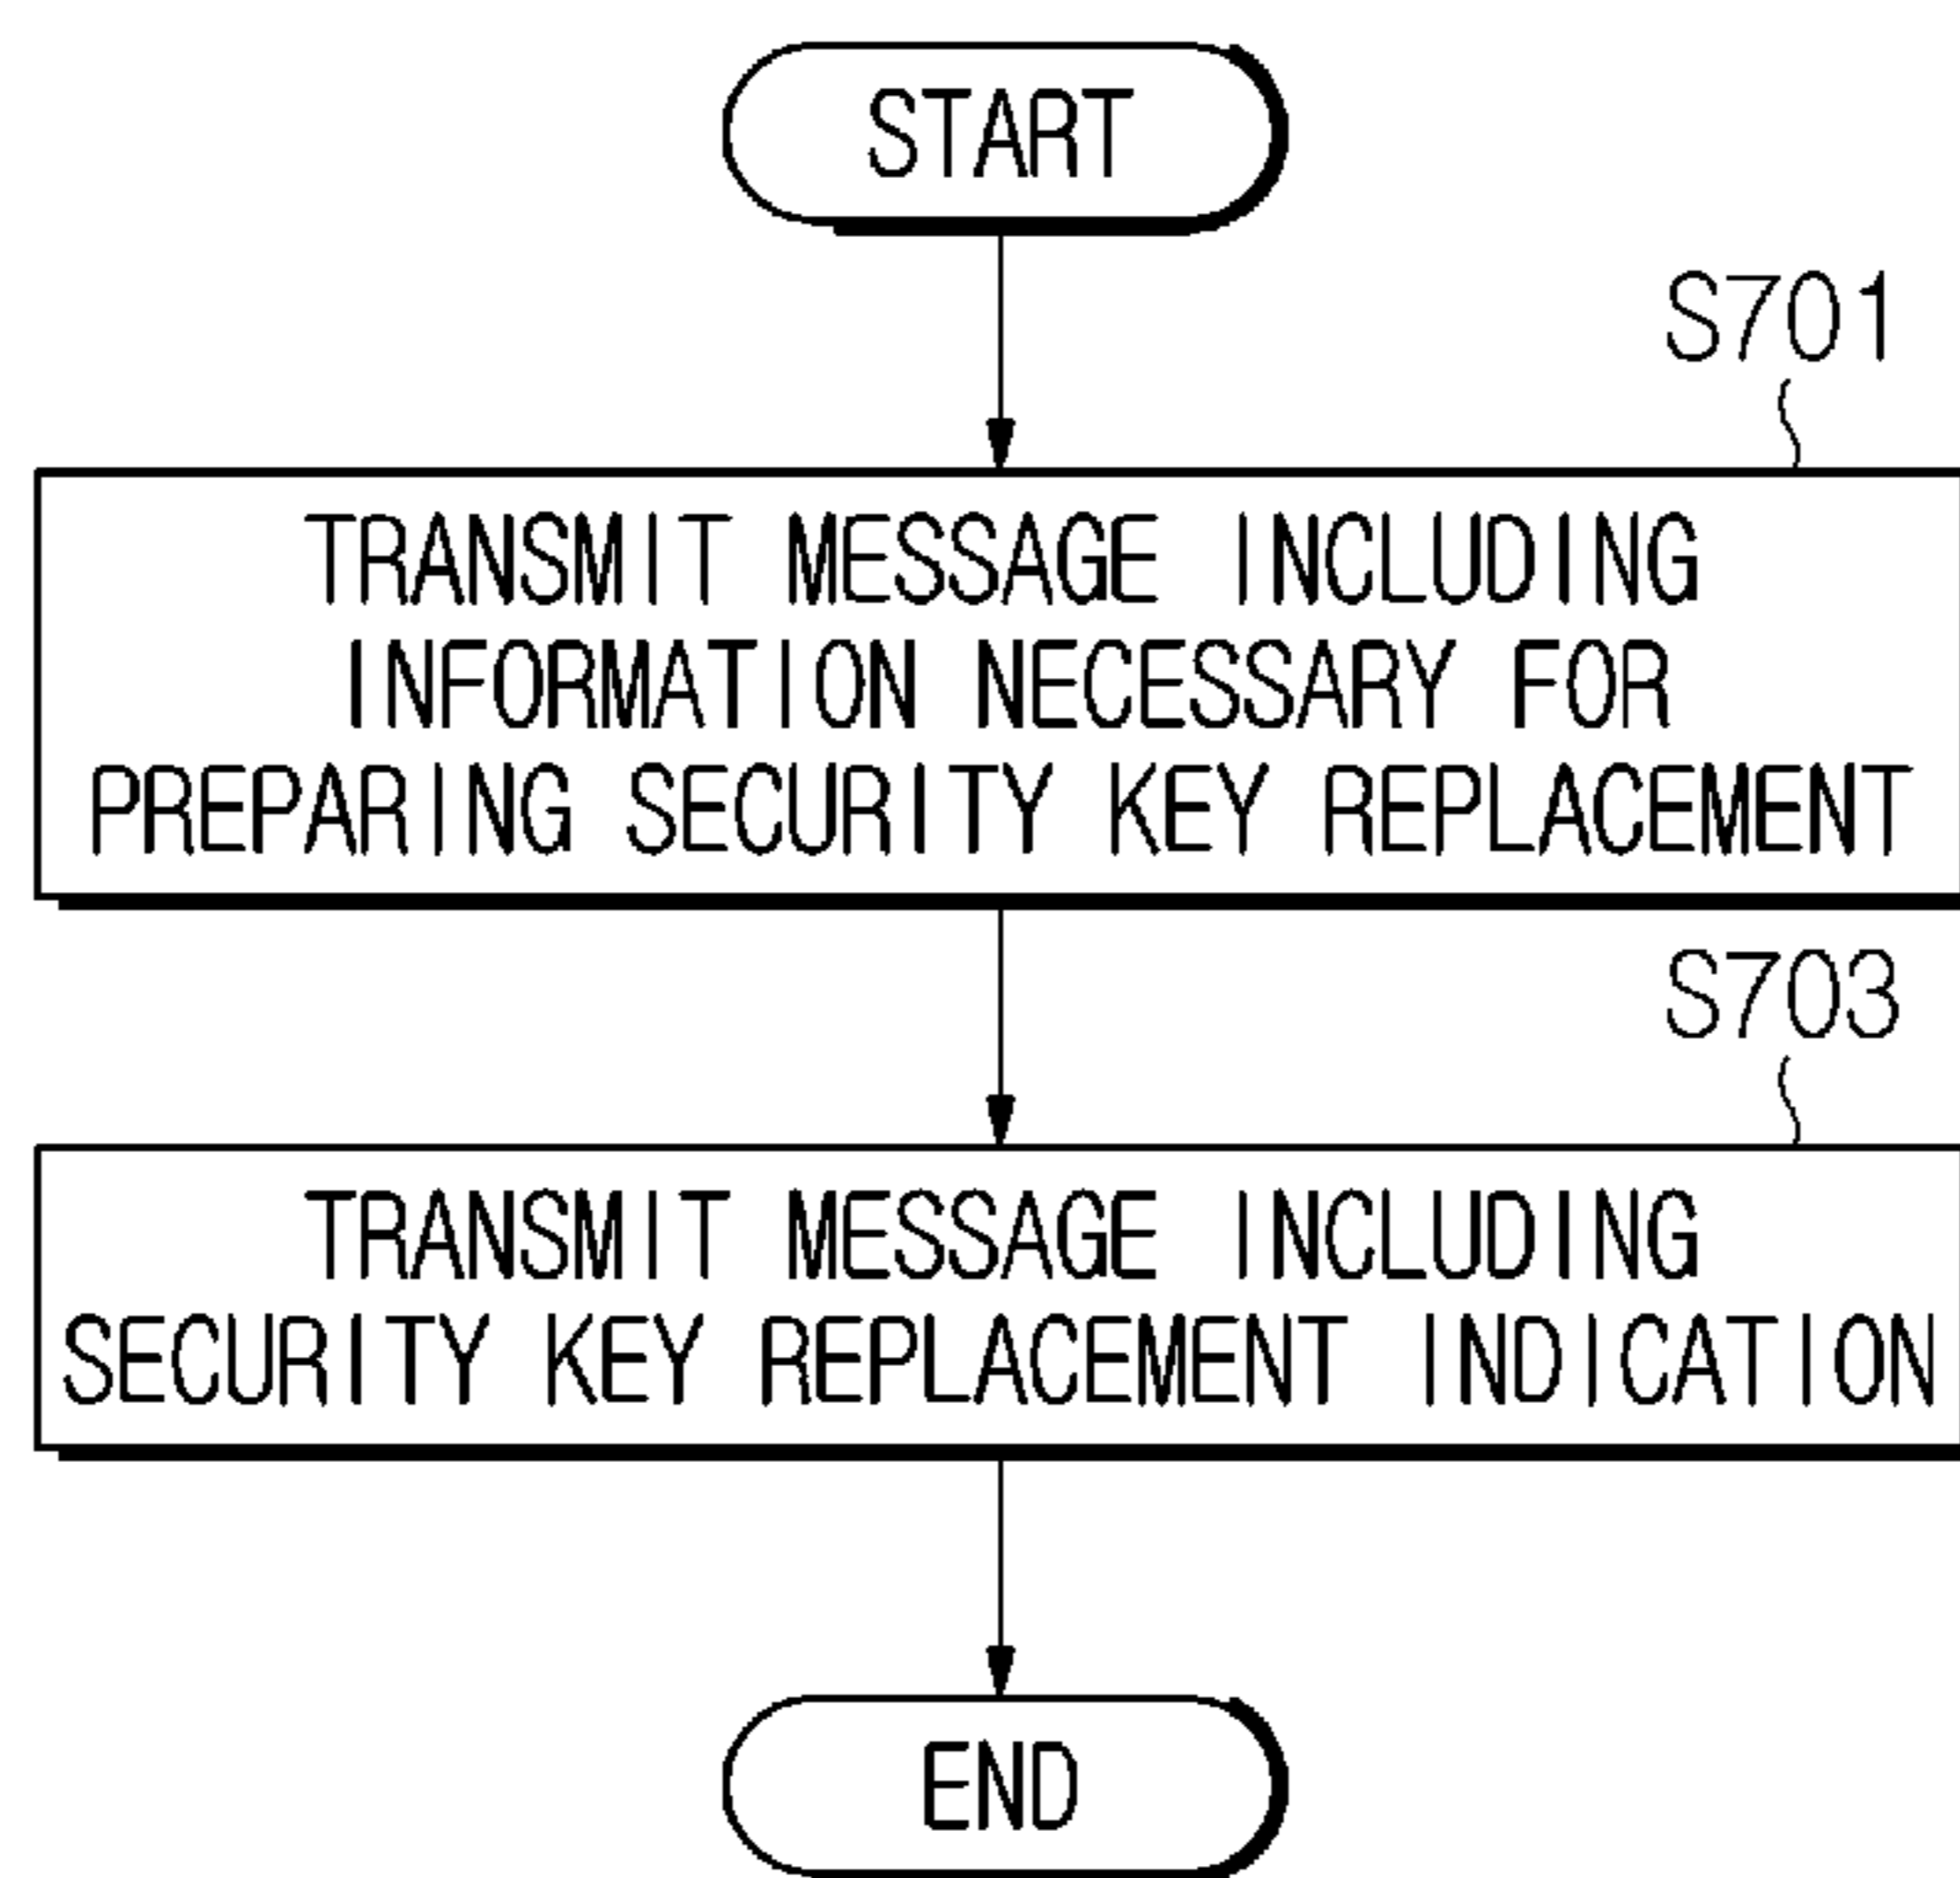 START
S701
TRANSMIT MESSAGE INCLUDING
INFORMATION NECESSARY FOR
PREPARING SECURITY KEY REPLACEMENT
S703
TRANSMIT MESSAGE INCLUDING
SECURITY KEY REPLACEMENT INDICATION
END